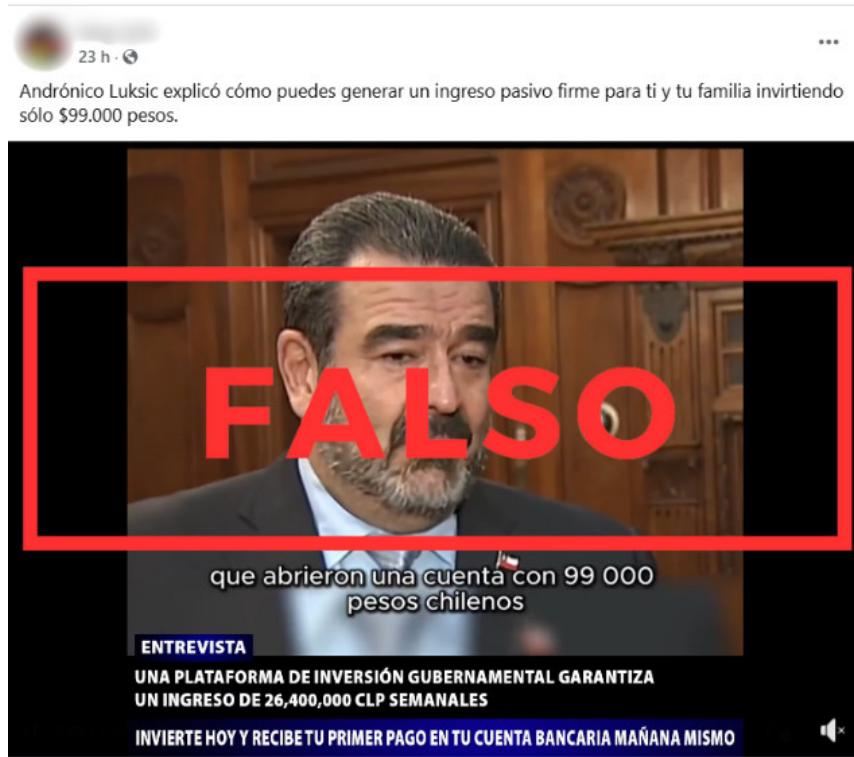 23 h ·
Andrónico Luksic explicó cómo puedes generar un ingreso pasivo firme para ti y tu familia invirtiendo
sólo $99.000 pesos.
FALSO
que abrieron una cuenta con 99 000
pesos chilenos
ENTREVISTA
UNA PLATAFORMA DE INVERSIÓN GUBERNAMENTAL GARANTIZA
UN INGRESO DE 26,400,000 CLP SEMANALES
INVIERTE HOY Y RECIBE TU PRIMER PAGO EN TU CUENTA BANCARIA MAÑANA MISMO